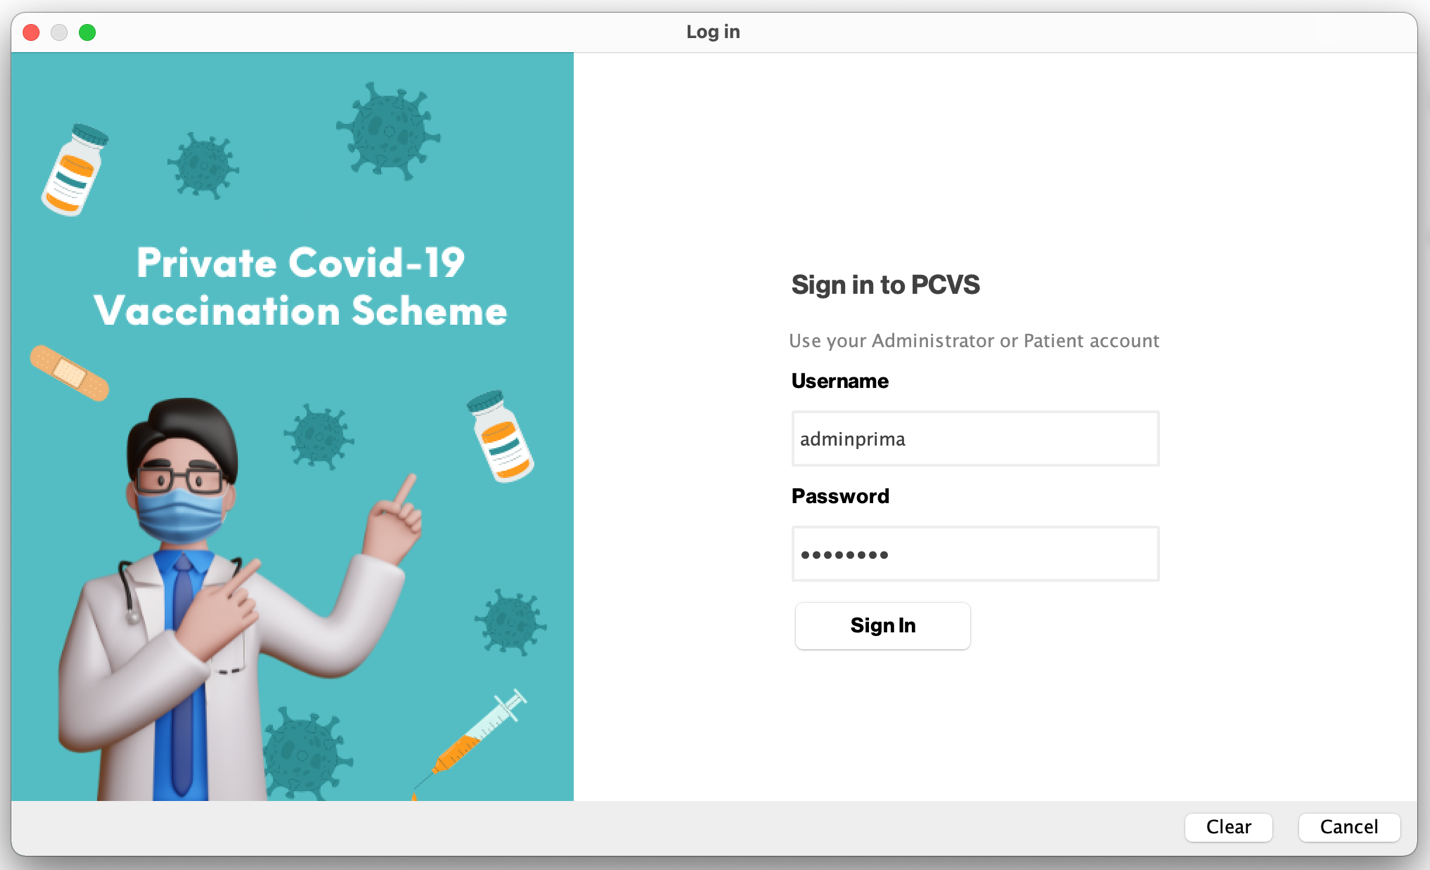 Log in
Private Covid-19
Vaccination Scheme
Sign in to PCVS
Use your Administrator or Patient account
Username
adminprima
Password
••••••••
Sign In
Clear
Cancel